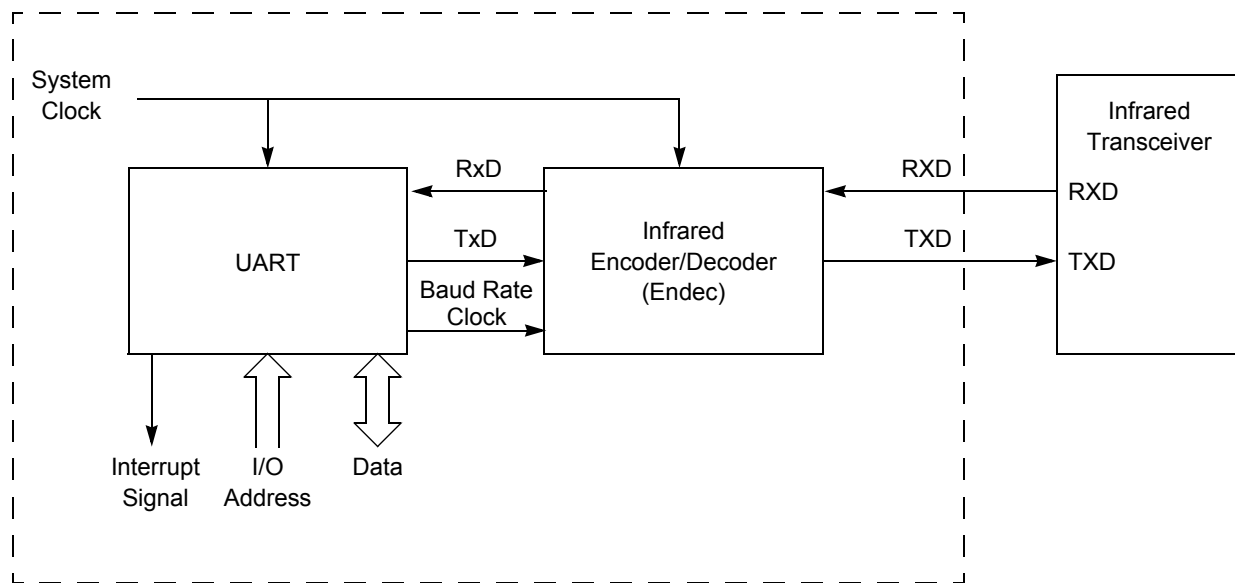 System
Clock
Infrared
Transceiver
RxD
RXD
RXD
TxD
TXD
TXD
UART
Infrared
Encoder/Decoder
(Endec)
Baud Rate
Clock
Interrupt
Signal
I/O
Address
Data